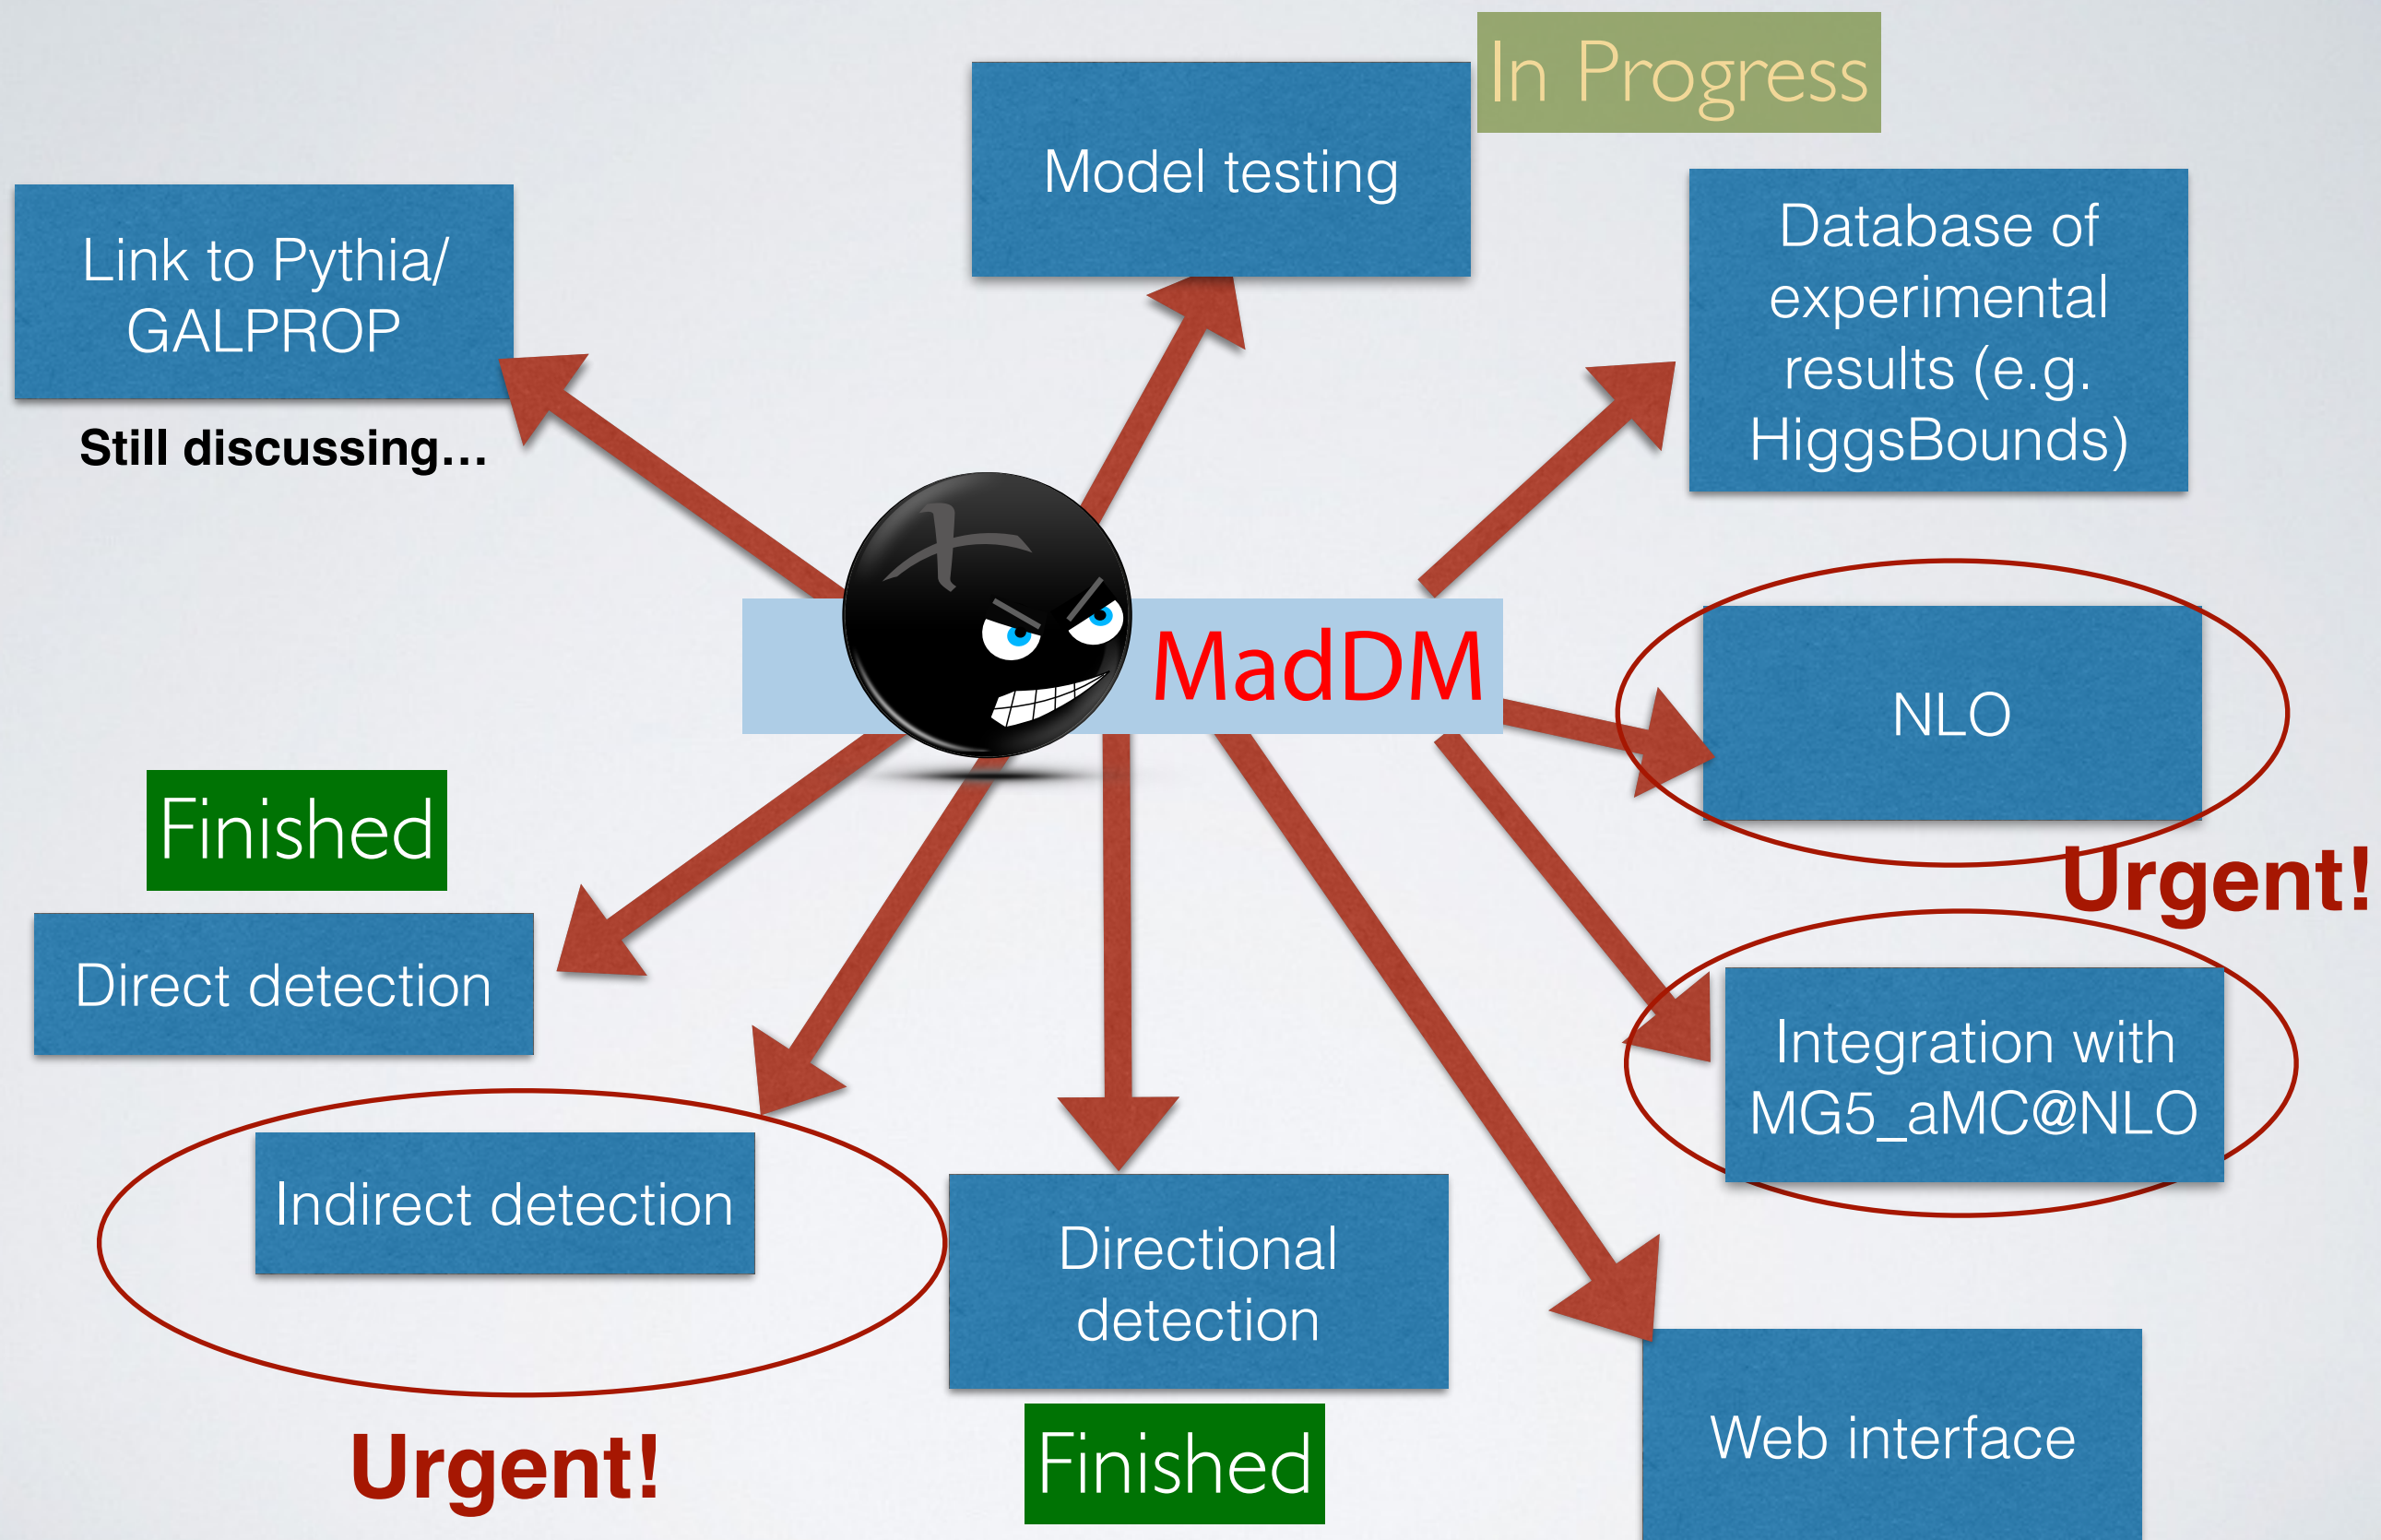 In Progress
Model testing
Link to Pythia/
GALPROP
Still discussing...
Database of
experimental
results (e.g.
HiggsBounds)
MadDM
NLO
Urgent!
Finished
Direct detection
Integration with
MG5_aMC@NLO
Indirect detection
Urgent!
Directional
detection
Finished
Web interface